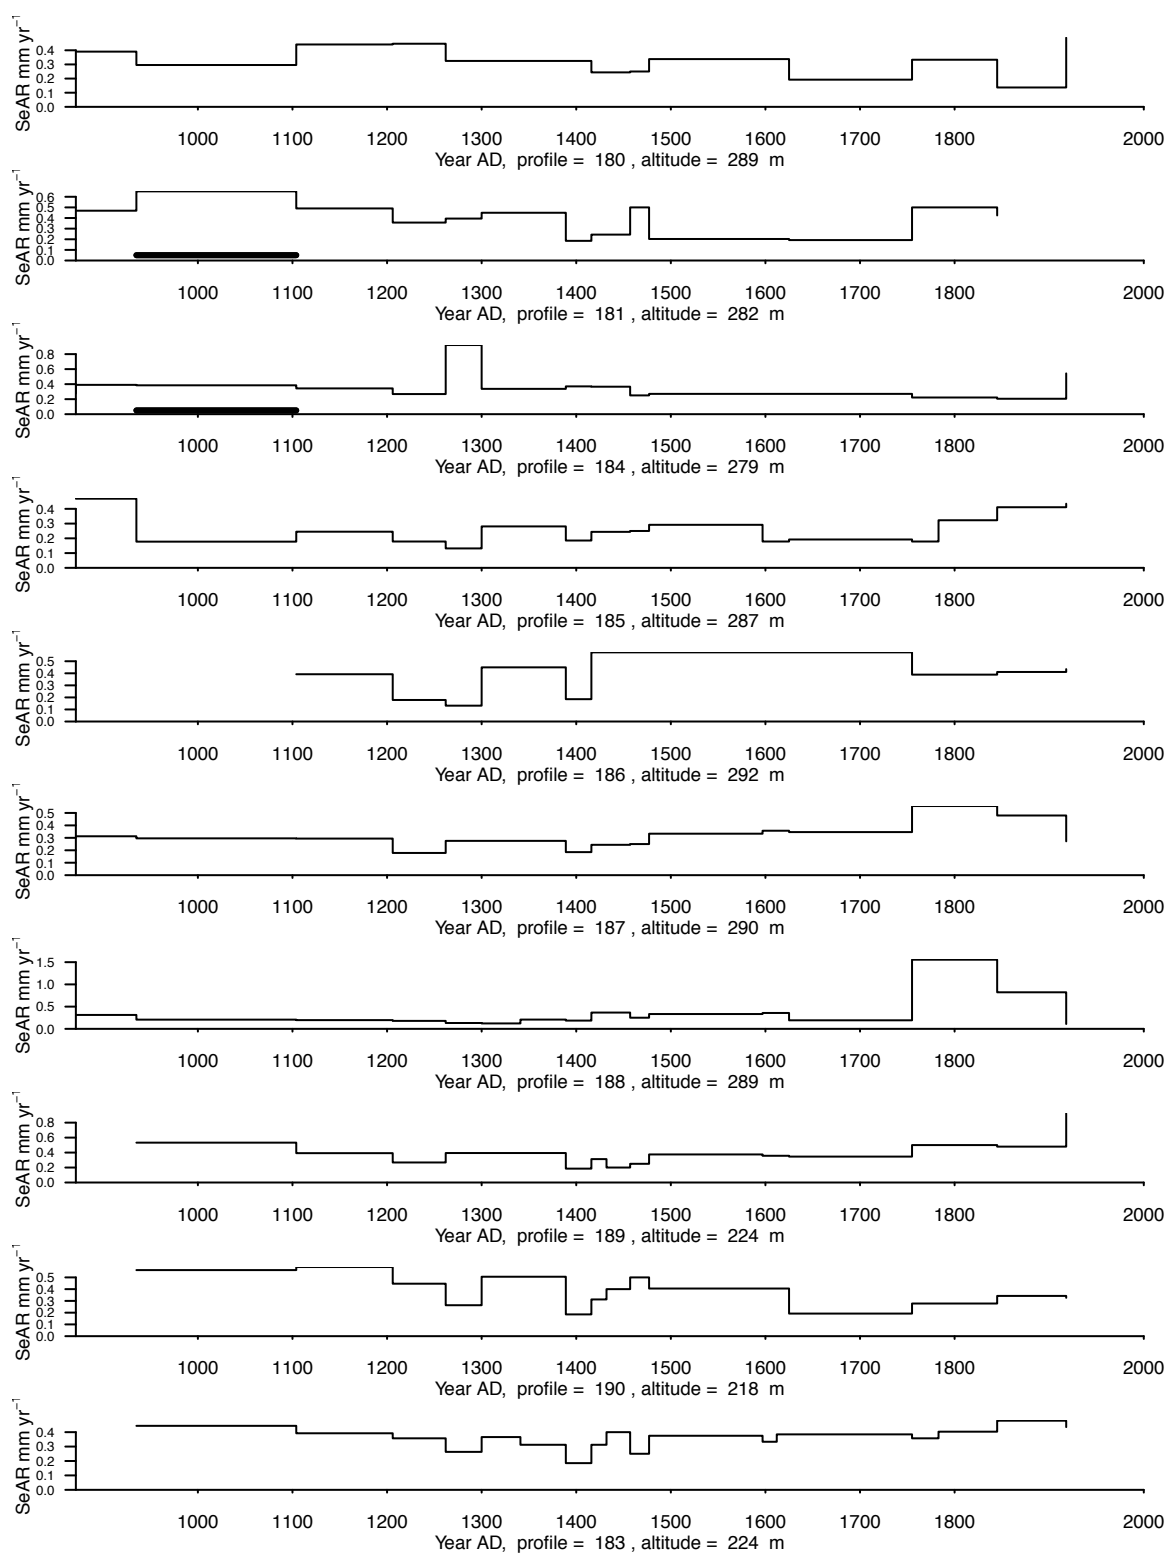 SeAR mm yr⁻¹
0.4
0.3
0.2
0.1
0.0
1000 1100 1200 1300 1400 1500 1600 1700 1800 2000
Year AD, profile = 180 , altitude = 289 m
SeAR mm yr⁻¹
0.6
0.5
0.4
0.3
0.2
0.1
0.0
1000 1100 1200 1300 1400 1500 1600 1700 1800 2000
Year AD, profile = 181 , altitude = 282 m
SeAR mm yr⁻¹
0.8
0.6
0.4
0.2
0.0
1000 1100 1200 1300 1400 1500 1600 1700 1800 2000
Year AD, profile = 184 , altitude = 279 m
SeAR mm yr⁻¹
0.4
0.3
0.2
0.1
0.0
1000 1100 1200 1300 1400 1500 1600 1700 1800 2000
Year AD, profile = 185 , altitude = 287 m
SeAR mm yr⁻¹
0.5
0.4
0.3
0.2
0.1
0.0
1000 1100 1200 1300 1400 1500 1600 1700 1800 2000
Year AD, profile = 186 , altitude = 292 m
SeAR mm yr⁻¹
0.5
0.4
0.3
0.2
0.1
0.0
1000 1100 1200 1300 1400 1500 1600 1700 1800 2000
Year AD, profile = 187 , altitude = 290 m
SeAR mm yr⁻¹
1.5
1.0
0.5
0.0
1000 1100 1200 1300 1400 1500 1600 1700 1800 2000
Year AD, profile = 188 , altitude = 289 m
SeAR mm yr⁻¹
0.8
0.6
0.4
0.2
0.0
1000 1100 1200 1300 1400 1500 1600 1700 1800 2000
Year AD, profile = 189 , altitude = 224 m
SeAR mm yr⁻¹
0.5
0.4
0.3
0.2
0.1
0.0
1000 1100 1200 1300 1400 1500 1600 1700 1800 2000
Year AD, profile = 190 , altitude = 218 m
SeAR mm yr⁻¹
0.4
0.3
0.2
0.1
0.0
1000 1100 1200 1300 1400 1500 1600 1700 1800 2000
Year AD, profile = 183 , altitude = 224 m